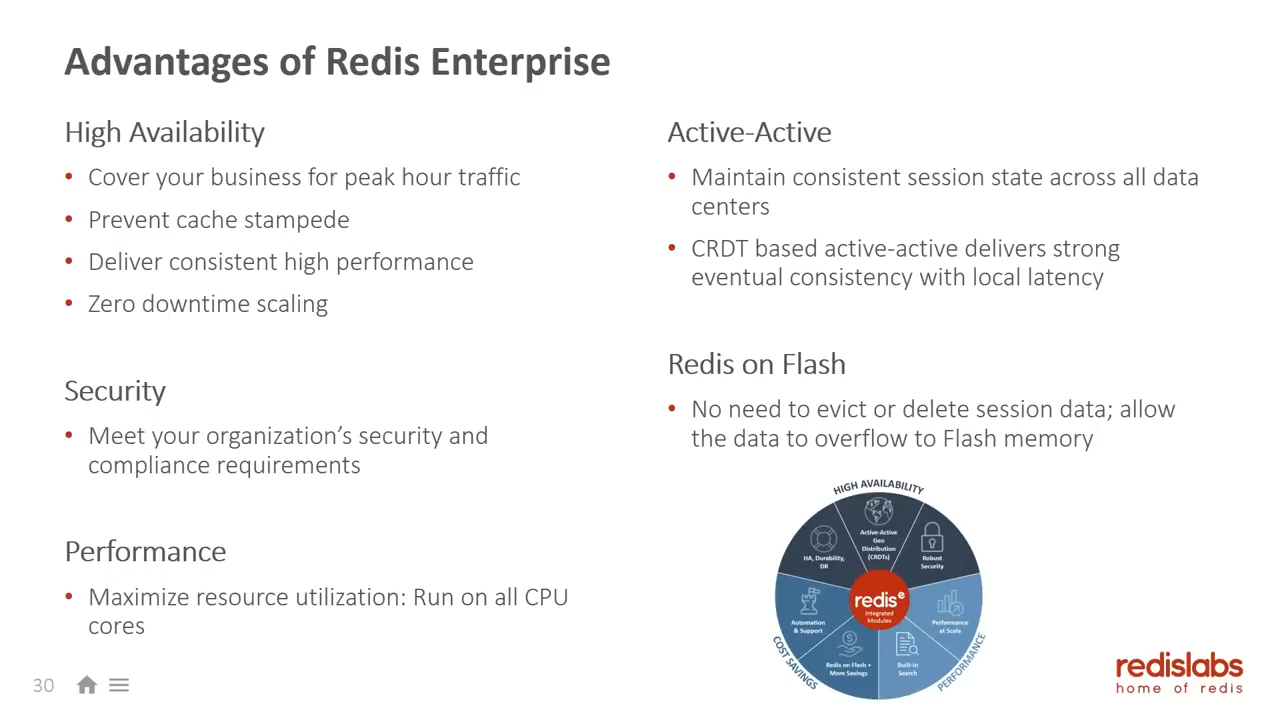 Advantages of Redis Enterprise
High Availability
• Cover your business for peak hour traffic
• Prevent cache stampede
• Deliver consistent high performance
• Zero downtime scaling
Security
• Meet your organization’s security and
compliance requirements
Performance
• Maximize resource utilization: Run on all CPU
cores
Active-Active
• Maintain consistent session state across all data
centers
• CRDT based active-active delivers strong
eventual consistency with local latency
Redis on Flash
• No need to evict or delete session data; allow
the data to overflow to Flash memory
HIGH AVAILABILITY
Active-Active
Geo
Distribution
(CRDTs)
HA, Durability,
DR
Robust
Security
redis e
Integrated
Modules
Automation
& Support
Performance
at Scale
Redis on Flash +
More Savings
Built-in
Search
COST SAVINGS
PERFORMANCE
30
redislabs
home of redis